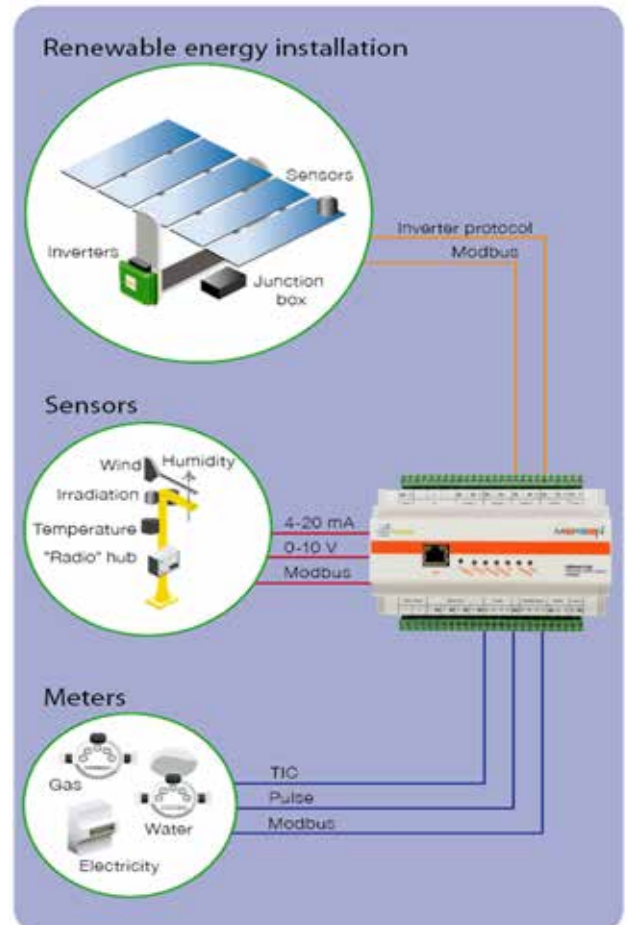 Renewable energy installation
Sensors
Inverters
Junction
box
Inverter protocol
Modbus
Sensors
Wind
Humidity
Irradiation
Temperature
"Radio" hub
4-20 mA
0-10 V
Modbus
Meters
Gas
Water
Electricity
TIC
Pulse
Modbus